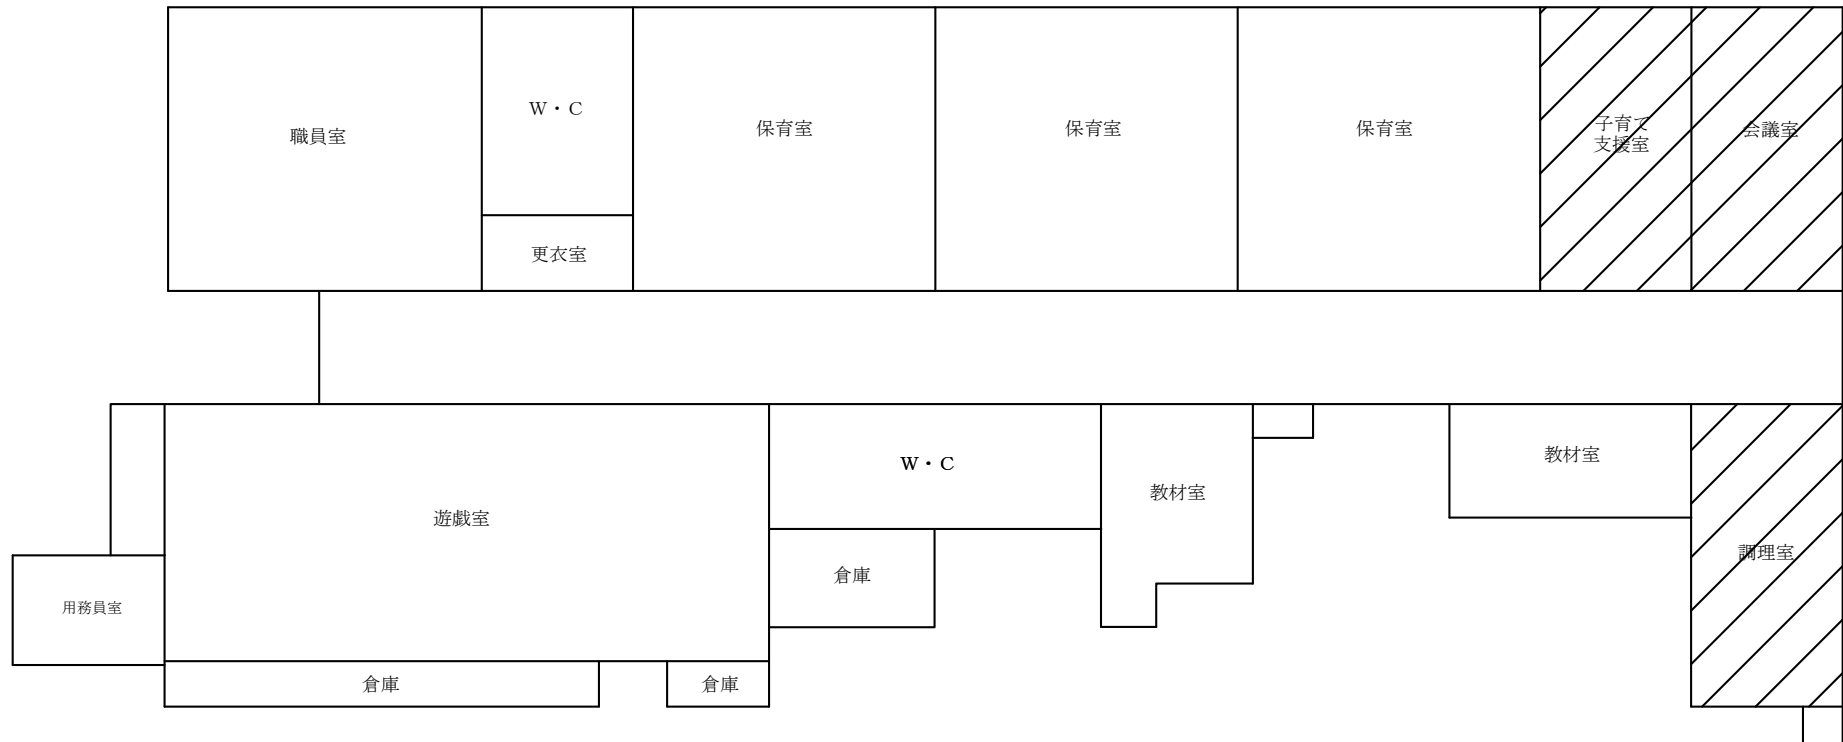 職員室
W・C
更衣室
保育室
保育室
保育室
子育て
支援室
会議室
用務員室
遊戯室
倉庫
倉庫
W・C
倉庫
教材室
教材室
調理室